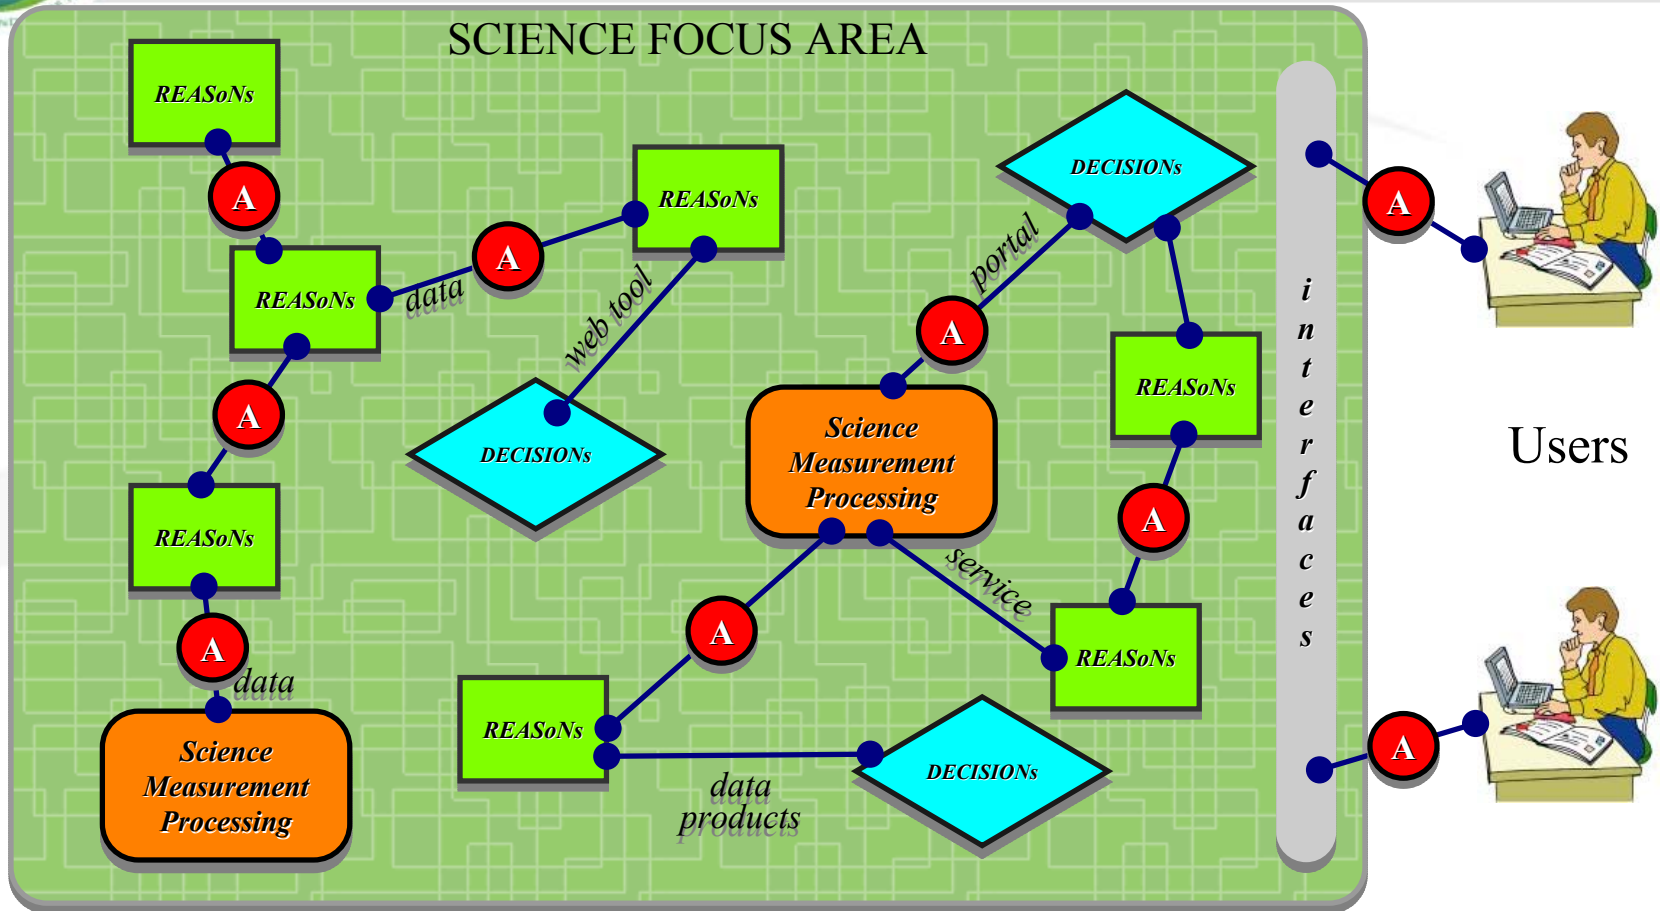 SCIENCE FOCUS AREA
REASoNs
A
REASoNs
A
data
REASoNs
web tool
DECISIONs
A
REASoNs
A
data
Science
Measurement
Processing
DECISIONs
portal
A
Science
Measurement
Processing
REASoNs
A
service
REASoNs
A
REASoNs
data
products
DECISIONs
interfaces
A
Users
A